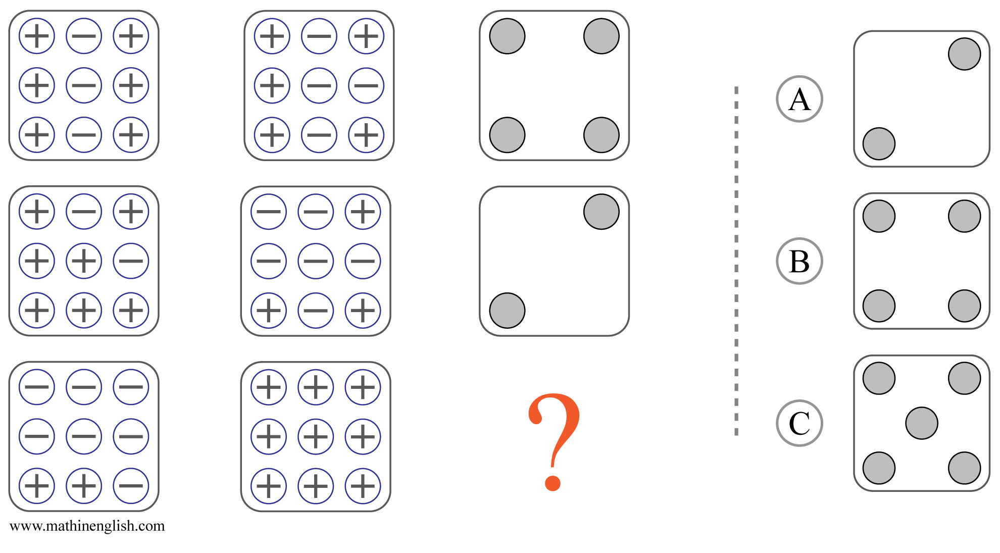 + − + + − +
+ − + + − −
+ − + + − +
A
+ − + − − +
+ + − − − −
+ + + + − +
B
− − − + + +
− − − + + +
+ + − + + +
?
C
www.mathinenglish.com